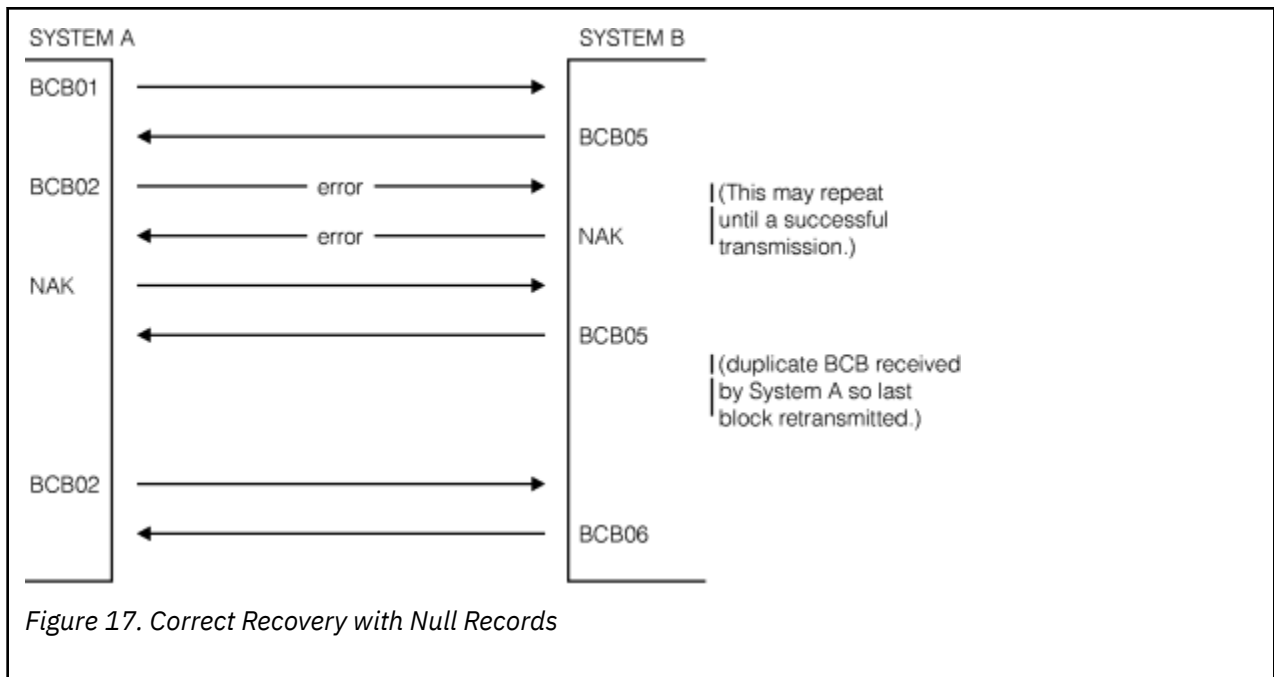 SYSTEM A SYSTEM B
BCB01
BCB05
BCB02 error
(This may repeat
until a successful
transmission.)
error NAK
NAK
BCB05
(duplicate BCB received
by System A so last
block retransmitted.)
BCB02
BCB06
Figure 17. Correct Recovery with Null Records